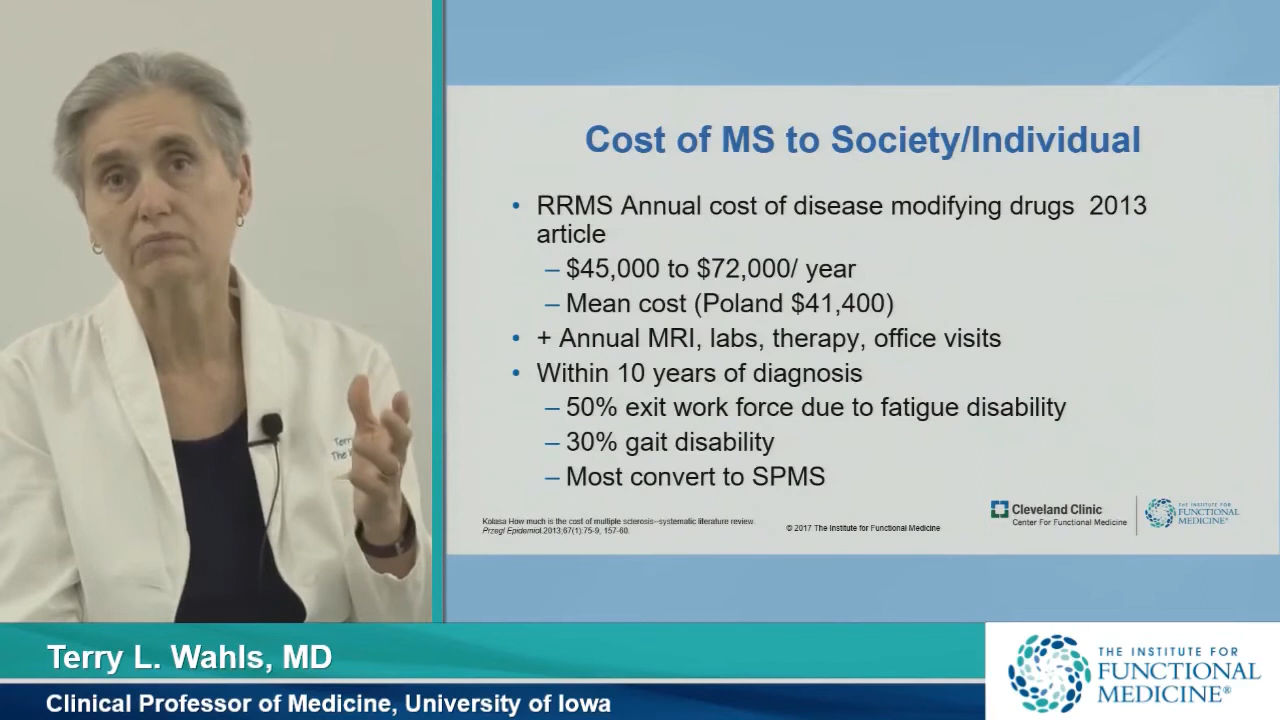 Cost of MS to Society/Individual
• RRMS Annual cost of disease modifying drugs 2013
article
– $45,000 to $72,000/ year
– Mean cost (Poland $41,400)
• + Annual MRI, labs, therapy, office visits
• Within 10 years of diagnosis
– 50% exit work force due to fatigue disability
– 30% gait disability
– Most convert to SPMS
Kolasa How much is the cost of multiple sclerosis--systematic literature review.
Przegl Epidemiol.2013;67(1):75-9, 157-60.
© 2017 The Institute for Functional Medicine
Cleveland Clinic
Center For Functional Medicine
THE INSTITUTE FOR
FUNCTIONAL
MEDICINE®
Terry L. Wahls, MD
Clinical Professor of Medicine, University of Iowa
THE INSTITUTE FOR
FUNCTIONAL
MEDICINE®